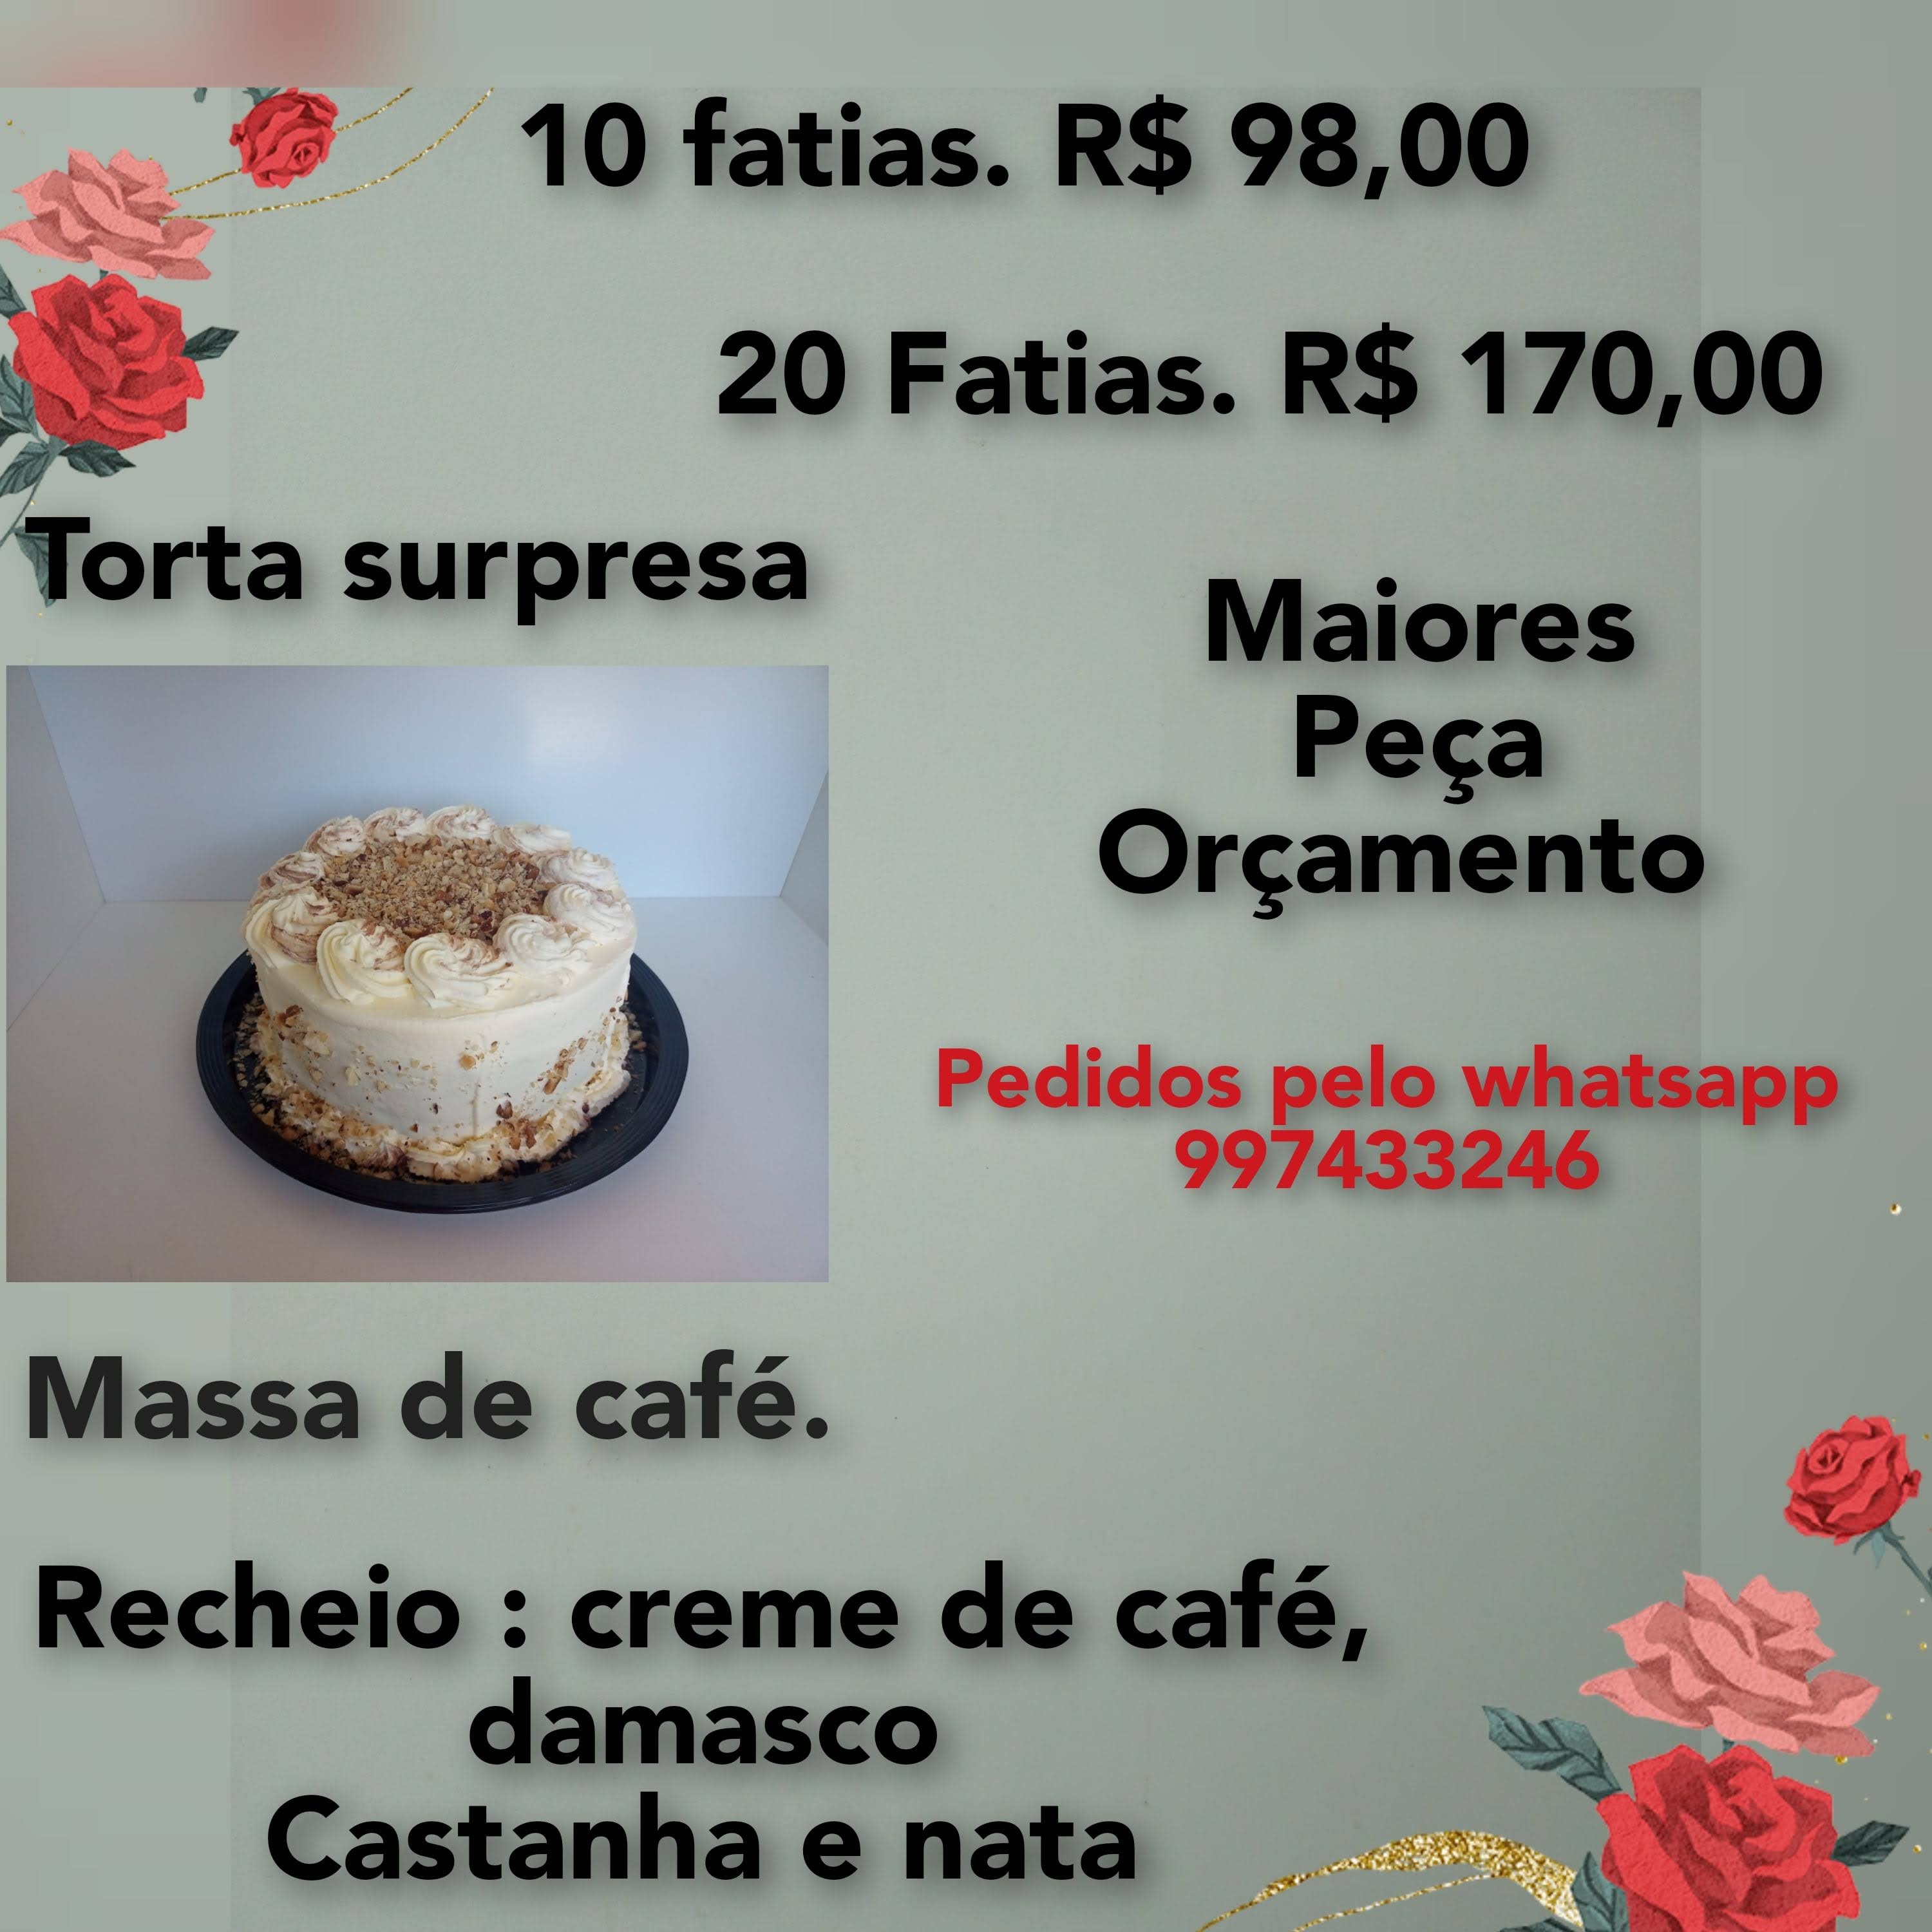 10 fatias. R$ 98,00
20 Fatias. R$ 170,00
Torta surpresa
Maiores
Peça
Orçamento
Pedidos pelo whatsapp
997433246
Massa de café.
Recheio : creme de café,
damasco
Castanha e nata